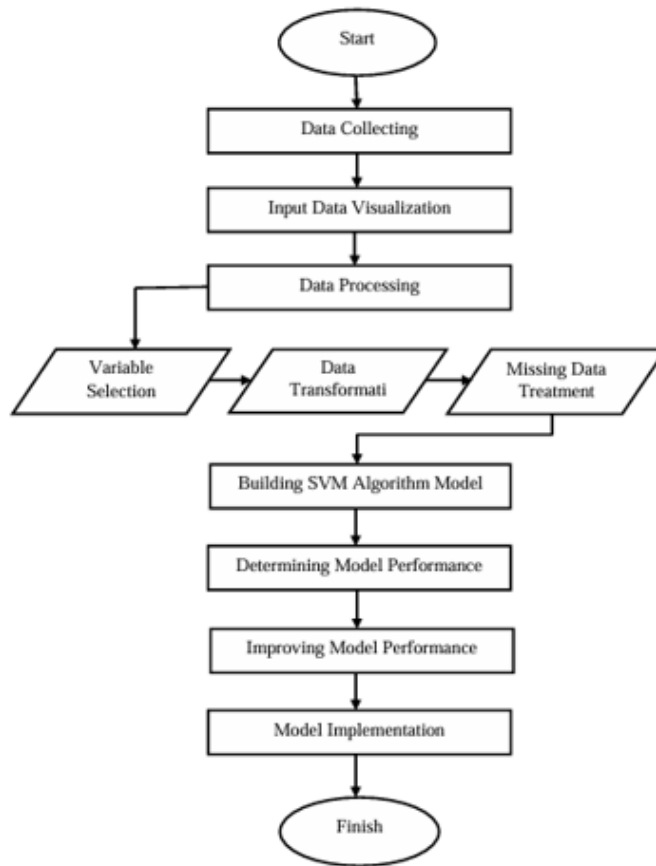 Start
Data Collecting
Input Data Visualization
Data Processing
Variable
Selection
Data
Transformati
Missing Data
Treatment
Building SVM Algorithm Model
Determining Model Performance
Improving Model Performance
Model Implementation
Finish